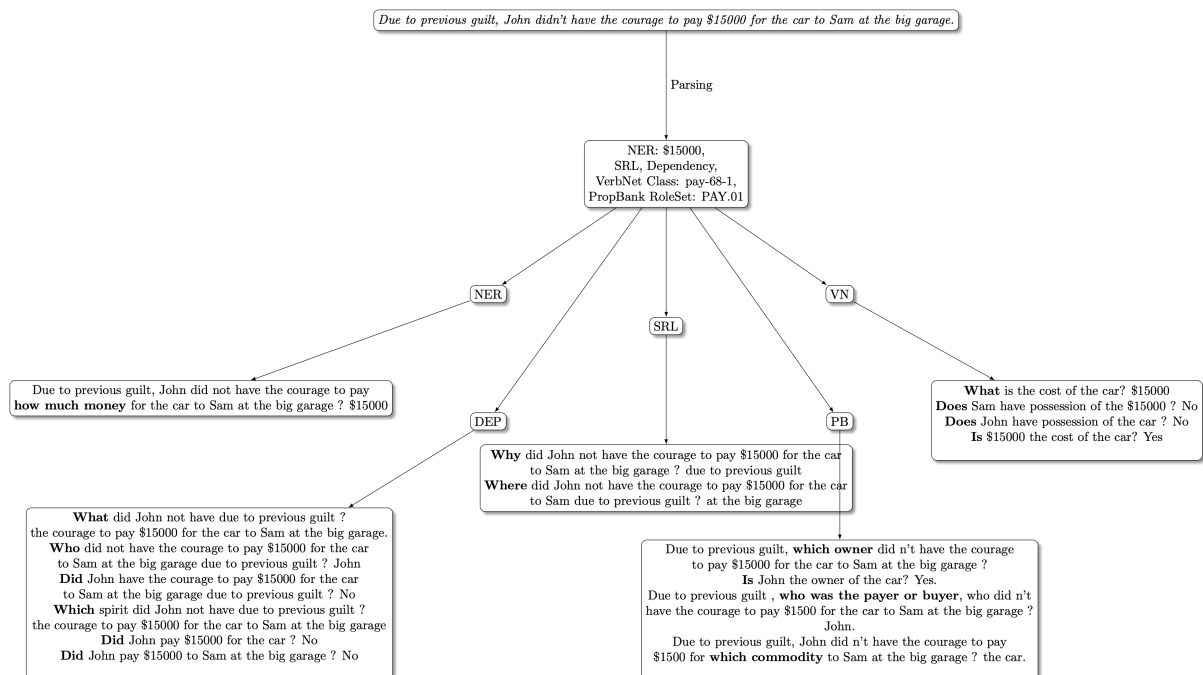 Due to previous guilt, John didn't have the courage to pay $15000 for the car to Sam at the big garage.
Parsing
NER: $15000,
SRL, Dependency,
VerbNet Class: pay-68-1,
PropBank RoleSet: PAY.01
NER
VN
SRL
Due to previous guilt, John did not have the courage to pay
how much money for the car to Sam at the big garage ? $15000
What is the cost of the car? $15000
Does Sam have possession of the $15000 ? No
Does John have possession of the car ? No
Is $15000 the cost of the car? Yes
DEP
PB
Why did John not have the courage to pay $15000 for the car
to Sam at the big garage ? due to previous guilt
Where did John not have the courage to pay $15000 for the car
to Sam due to previous guilt ? at the big garage
What did John not have due to previous guilt ?
the courage to pay $15000 for the car to Sam at the big garage.
Who did not have the courage to pay $15000 for the car
to Sam at the big garage due to previous guilt ? John
Did John have the courage to pay $15000 for the car
to Sam at the big garage due to previous guilt ? No
Which spirit did John not have due to previous guilt ?
the courage to pay $15000 for the car to Sam at the big garage
Did John pay $15000 for the car ? No
Did John pay $15000 to Sam at the big garage ? No
Due to previous guilt, which owner did n't have the courage
to pay $15000 for the car to Sam at the big garage ?
Is John the owner of the car? Yes.
Due to previous guilt , who was the payer or buyer, who did n't
have the courage to pay $1500 for the car to Sam at the big garage ?
John.
Due to previous guilt, John did n't have the courage to pay
$1500 for which commodity to Sam at the big garage ? the car.